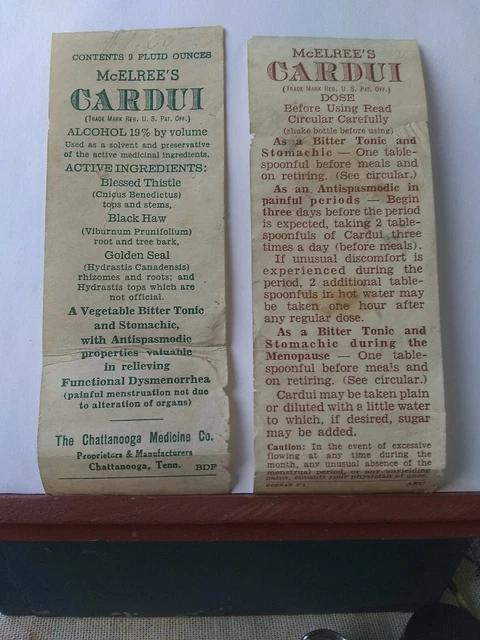 CONTENTS 9 FLUID OUNCES
McELREE'S
CARDUI
(TRADE MARK REG. U. S. PAT. OFF.)
ALCOHOL 19% by volume
Used as a solvent and preservative
of the active medicinal ingredients.
ACTIVE INGREDIENTS:
Blessed Thistle
(Cnicus Benedictus)
tops and stems,
Black Haw
(Viburnum Prunifolium)
root and tree bark,
Golden Seal
(Hydrastis Canadensis)
rhizomes and roots; and
Hydrastis tops which are
not official.
A Vegetable Bitter Tonic
and Stomachic,
with Antispasmodic
properties valuable
in relieving
Functional Dysmenorrhea
(painful menstruation not due
to alteration of organs)
The Chattanooga Medicine Co.
Proprietors & Manufacturers
Chattanooga, Tenn. BDF
McELREE'S
CARDUI
(TRADE MARK REG. U. S. PAT. OFF.)
DOSE
Before Using Read
Circular Carefully
(shake bottle before using)
As a Bitter Tonic and
Stomachic — One table-
spoonful before meals and
on retiring. (See circular.)
As an Antispasmodic in
painful periods — Begin
three days before the period
is expected, taking 2 table-
spoonfuls of Cardui three
times a day (before meals).
If unusual discomfort is
experienced during the
period, 2 additional table-
spoonfuls in hot water may
be taken one hour after
any regular dose.
As a Bitter Tonic and
Stomachic during the
Menopause — One table-
spoonful before meals and
on retiring. (See circular.)
Cardui may be taken plain
or diluted with a little water
to which, if desired, sugar
may be added.
Caution: In the event of excessive
flowing at any time during the
month, any unusual absence of the
menstrual period, or any unyielding
pains, consult your physician at once.